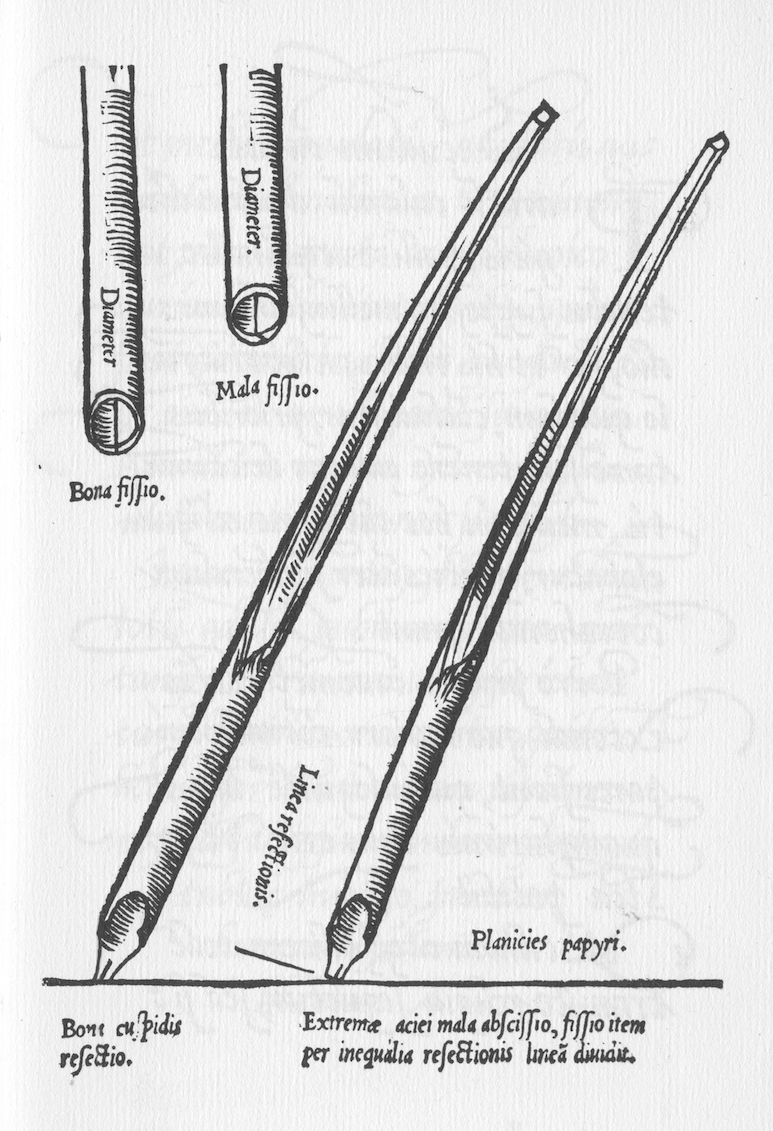 Diameter
Diameter.
Mala fiſſio.
Bona fiſſio.
Linea reſectionis.
Planicies papyri.
Bone cuſpidis
reſectio.
Extremæ aciei mala abſciſſio, fiſſio item
per inequalia reſectionis lineã diuidit.